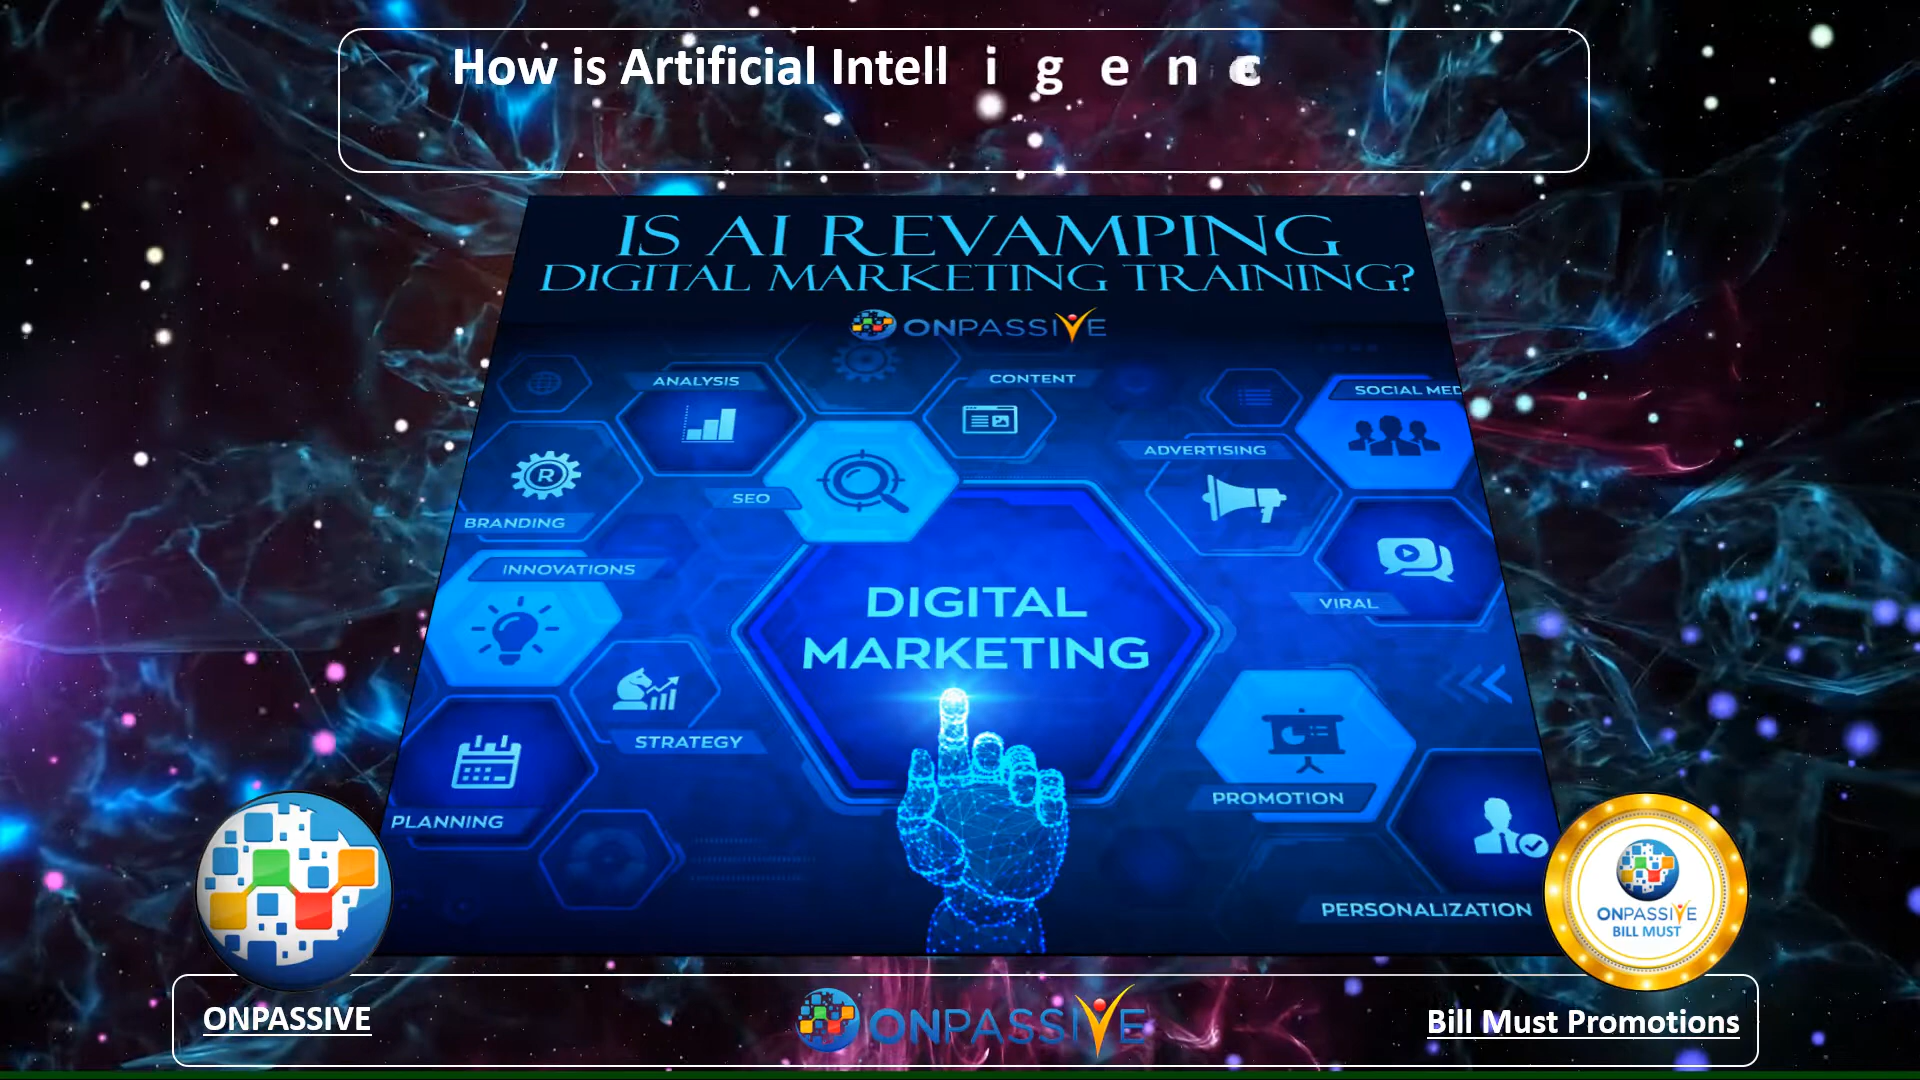 How is Artificial Intelligenc
IS AI REVAMPING
DIGITAL MARKETING TRAINING?
ONPASSIVE
ANALYSIS
CONTENT
SOCIAL MED
ADVERTISING
SEO
BRANDING
INNOVATIONS
DIGITAL
MARKETING
VIRAL
STRATEGY
PROMOTION
PLANNING
PERSONALIZATION
R
ONPASSIVE
BILL MUST
ONPASSIVE
ONPASSIVE
Bill Must Promotions